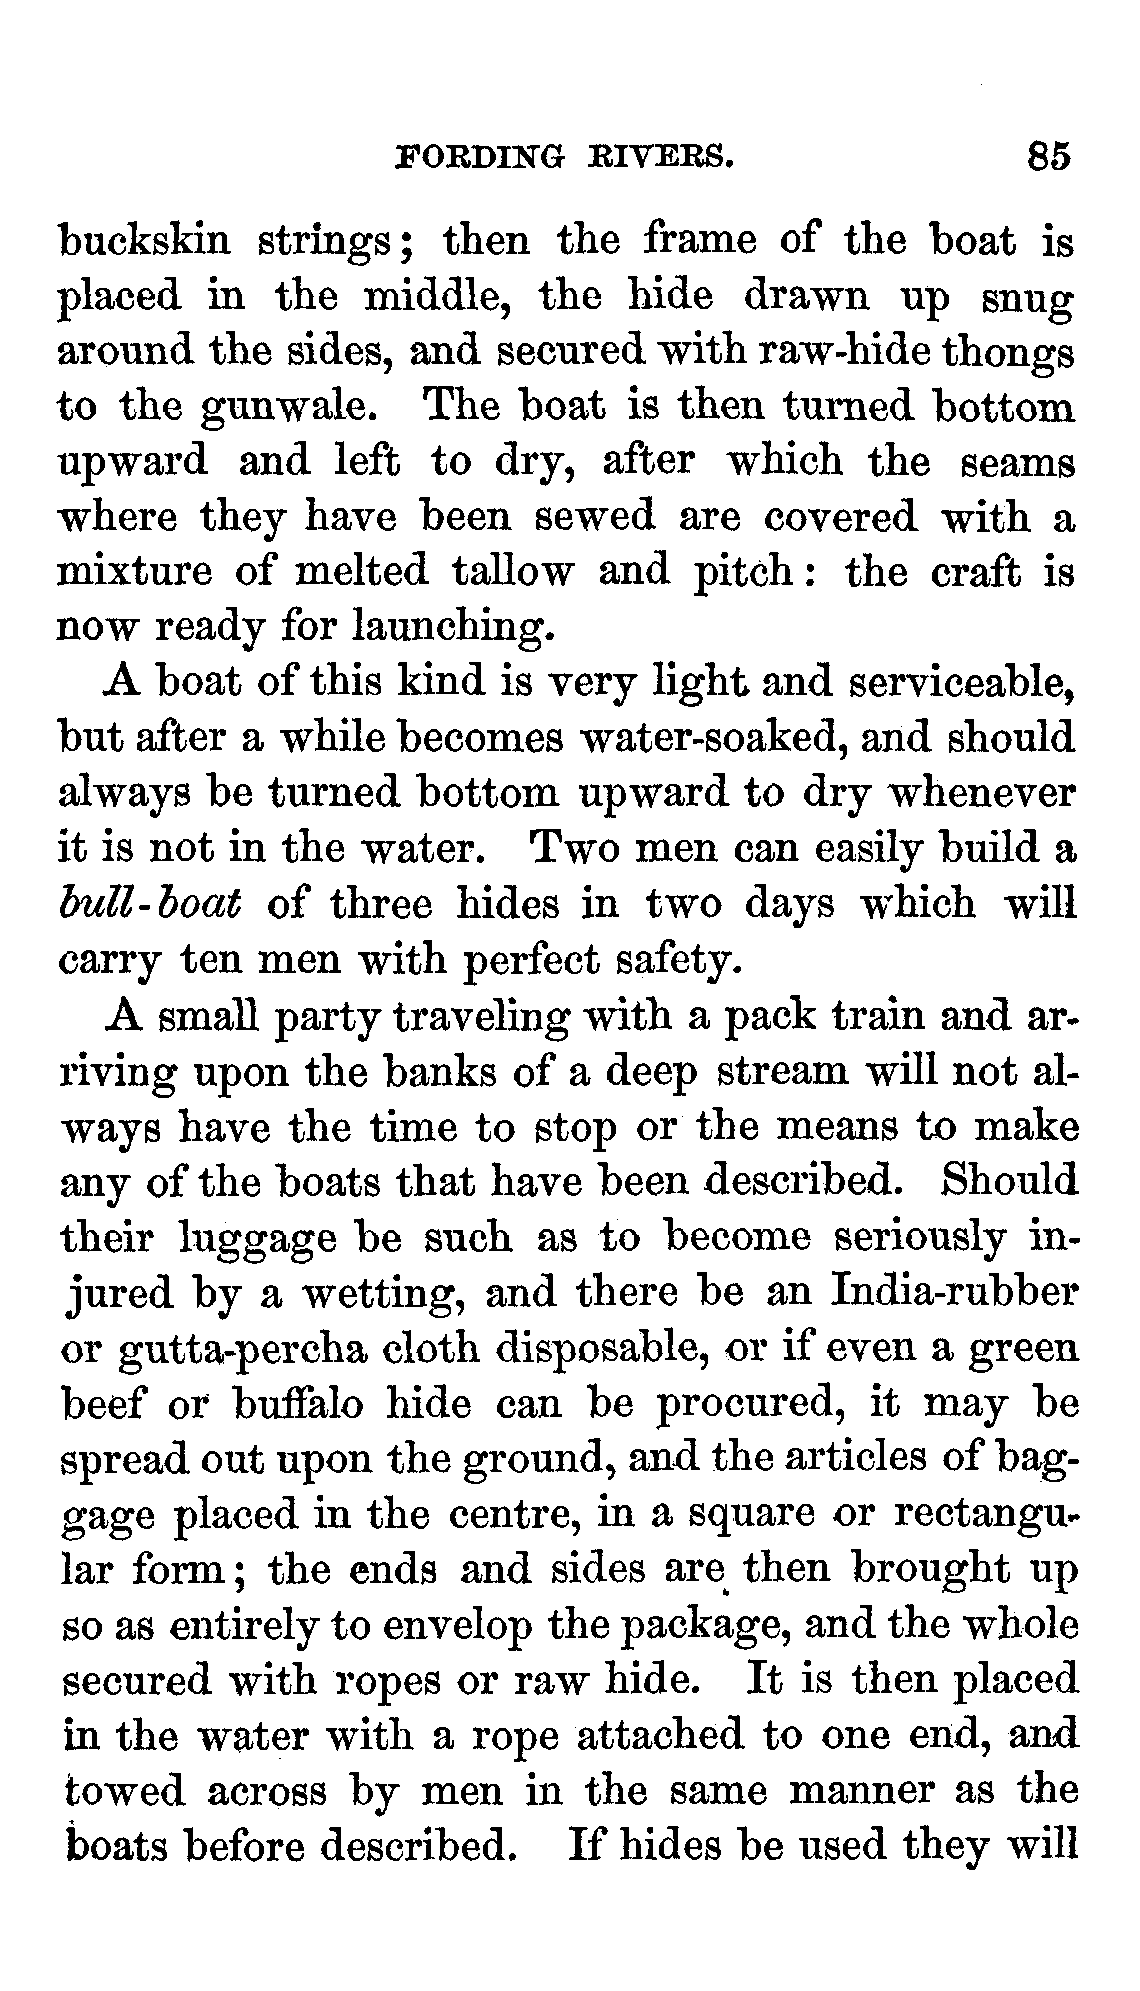 FORDING RIVERS. 85
buckskin strings; then the frame of the boat is
placed in the middle, the hide drawn up snug
around the sides, and secured with raw-hide thongs
to the gunwale. The boat is then turned bottom
upward and left to dry, after which the seams
where they have been sewed are covered with a
mixture of melted tallow and pitch: the craft is
now ready for launching.
A boat of this kind is very light and serviceable,
but after a while becomes water-soaked, and should
always be turned bottom upward to dry whenever
it is not in the water. Two men can easily build a
bull-boat of three hides in two days which will
carry ten men with perfect safety.
A small party traveling with a pack train and ar-
riving upon the banks of a deep stream will not al-
ways have the time to stop or the means to make
any of the boats that have been described. Should
their luggage be such as to become seriously in-
jured by a wetting, and there be an India-rubber
or gutta-percha cloth disposable, or if even a green
beef or buffalo hide can be procured, it may be
spread out upon the ground, and the articles of bag-
gage placed in the centre, in a square or rectangu-
lar form; the ends and sides are then brought up
so as entirely to envelop the package, and the whole
secured with ropes or raw hide. It is then placed
in the water with a rope attached to one end, and
towed across by men in the same manner as the
boats before described. If hides be used they will